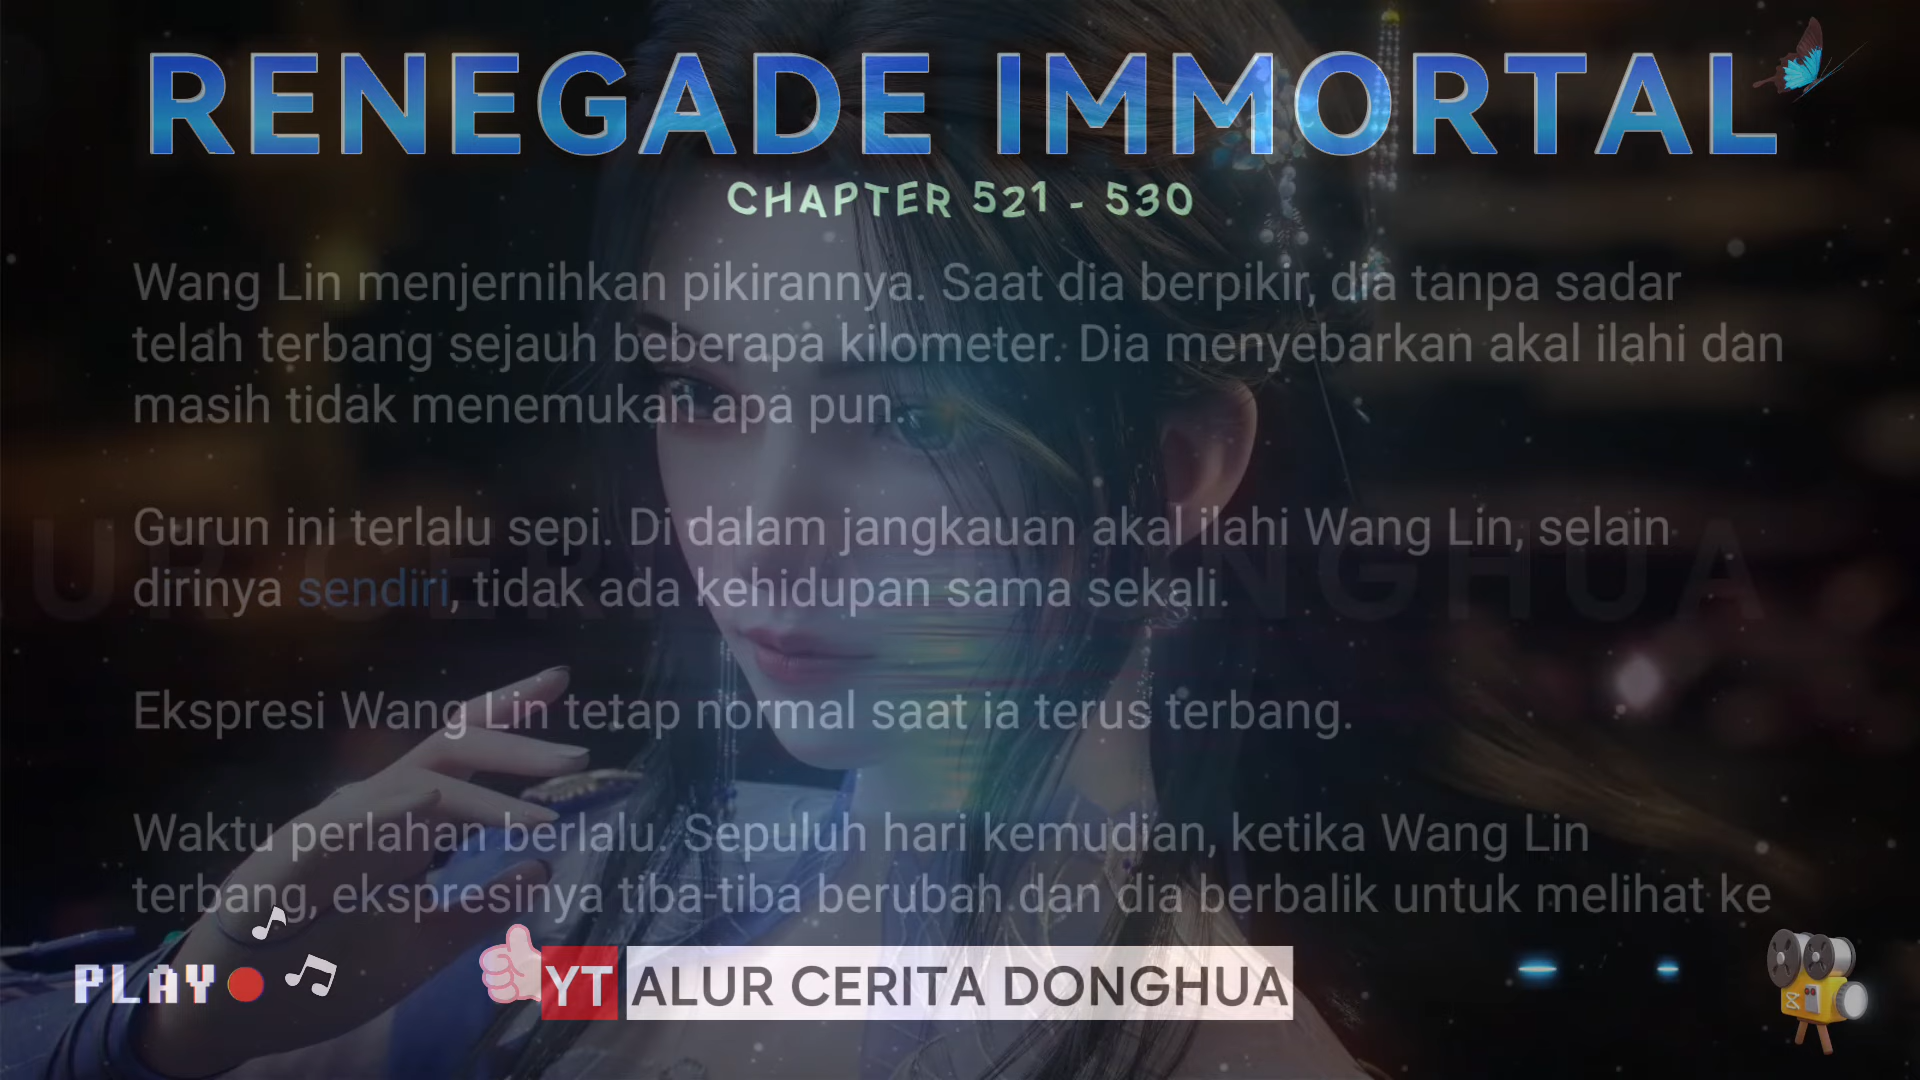 RENEGADE IMMORTAL
CHAPTER 521 - 530
Wang Lin menjernihkan pikirannya. Saat dia berpikir, dia tanpa sadar
telah terbang sejauh beberapa kilometer. Dia menyebarkan akal ilahi dan
masih tidak menemukan apa pun.
Gurun ini terlalu sepi. Di dalam jangkauan akal ilahi Wang Lin, selain
dirinya sendiri, tidak ada kehidupan sama sekali.
Ekspresi Wang Lin tetap normal saat ia terus terbang.
Waktu perlahan berlalu. Sepuluh hari kemudian, ketika Wang Lin
terbang, ekspresinya tiba-tiba berubah dan dia berbalik untuk melihat ke
PLAY
YT ALUR CERITA DONGHUA